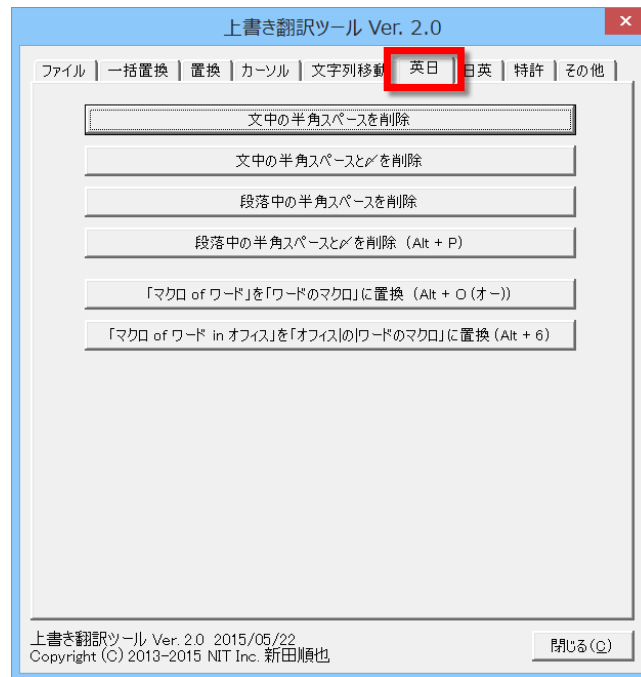 上書き翻訳ツール Ver. 2.0
ファイル 一括置換 置換 カーソル 文字列移動 英日 日英 特許 その他
文中の半角スペースを削除
文中の半角スペースと〆を削除
段落中の半角スペースを削除
段落中の半角スペースと〆を削除 (Alt + P)
「マクロ of ワード」を「ワードのマクロ」に置換 (Alt + O (オー))
「マクロ of ワード in オフィス」を「オフィス|の|ワードのマクロ」に置換 (Alt + 6)
上書き翻訳ツール Ver. 2.0 2015/05/22
Copyright (C) 2013-2015 NIT Inc. 新田順也
閉じる(C)